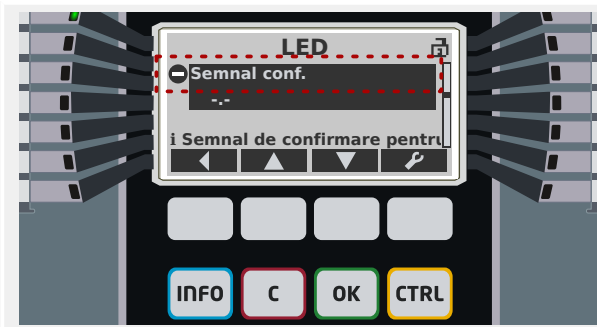 LED
Semnal conf.
-.-
i Semnal de confirmare pentru
INFO C OK CTRL